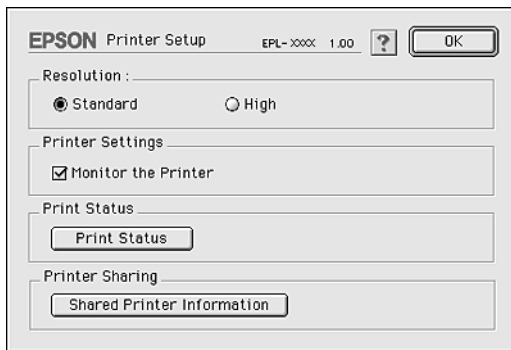 EPSON Printer Setup EPL-XXXX 1.00 ? OK
Resolution :
Standard High
Printer Settings
Monitor the Printer
Print Status
Print Status
Printer Sharing
Shared Printer Information